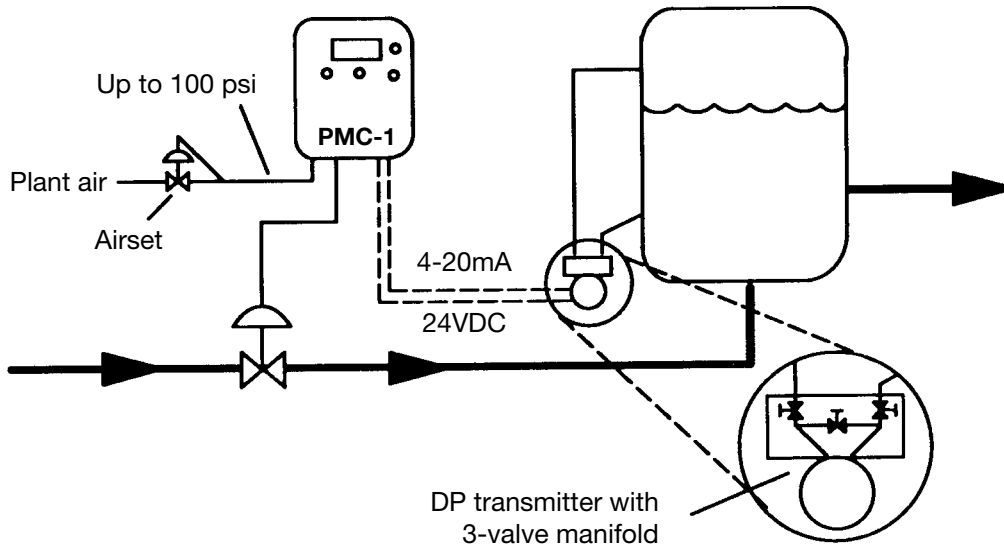 Up to 100 psi
PMC-1
Plant air
Airset
4-20mA
24VDC
DP transmitter with
3-valve manifold